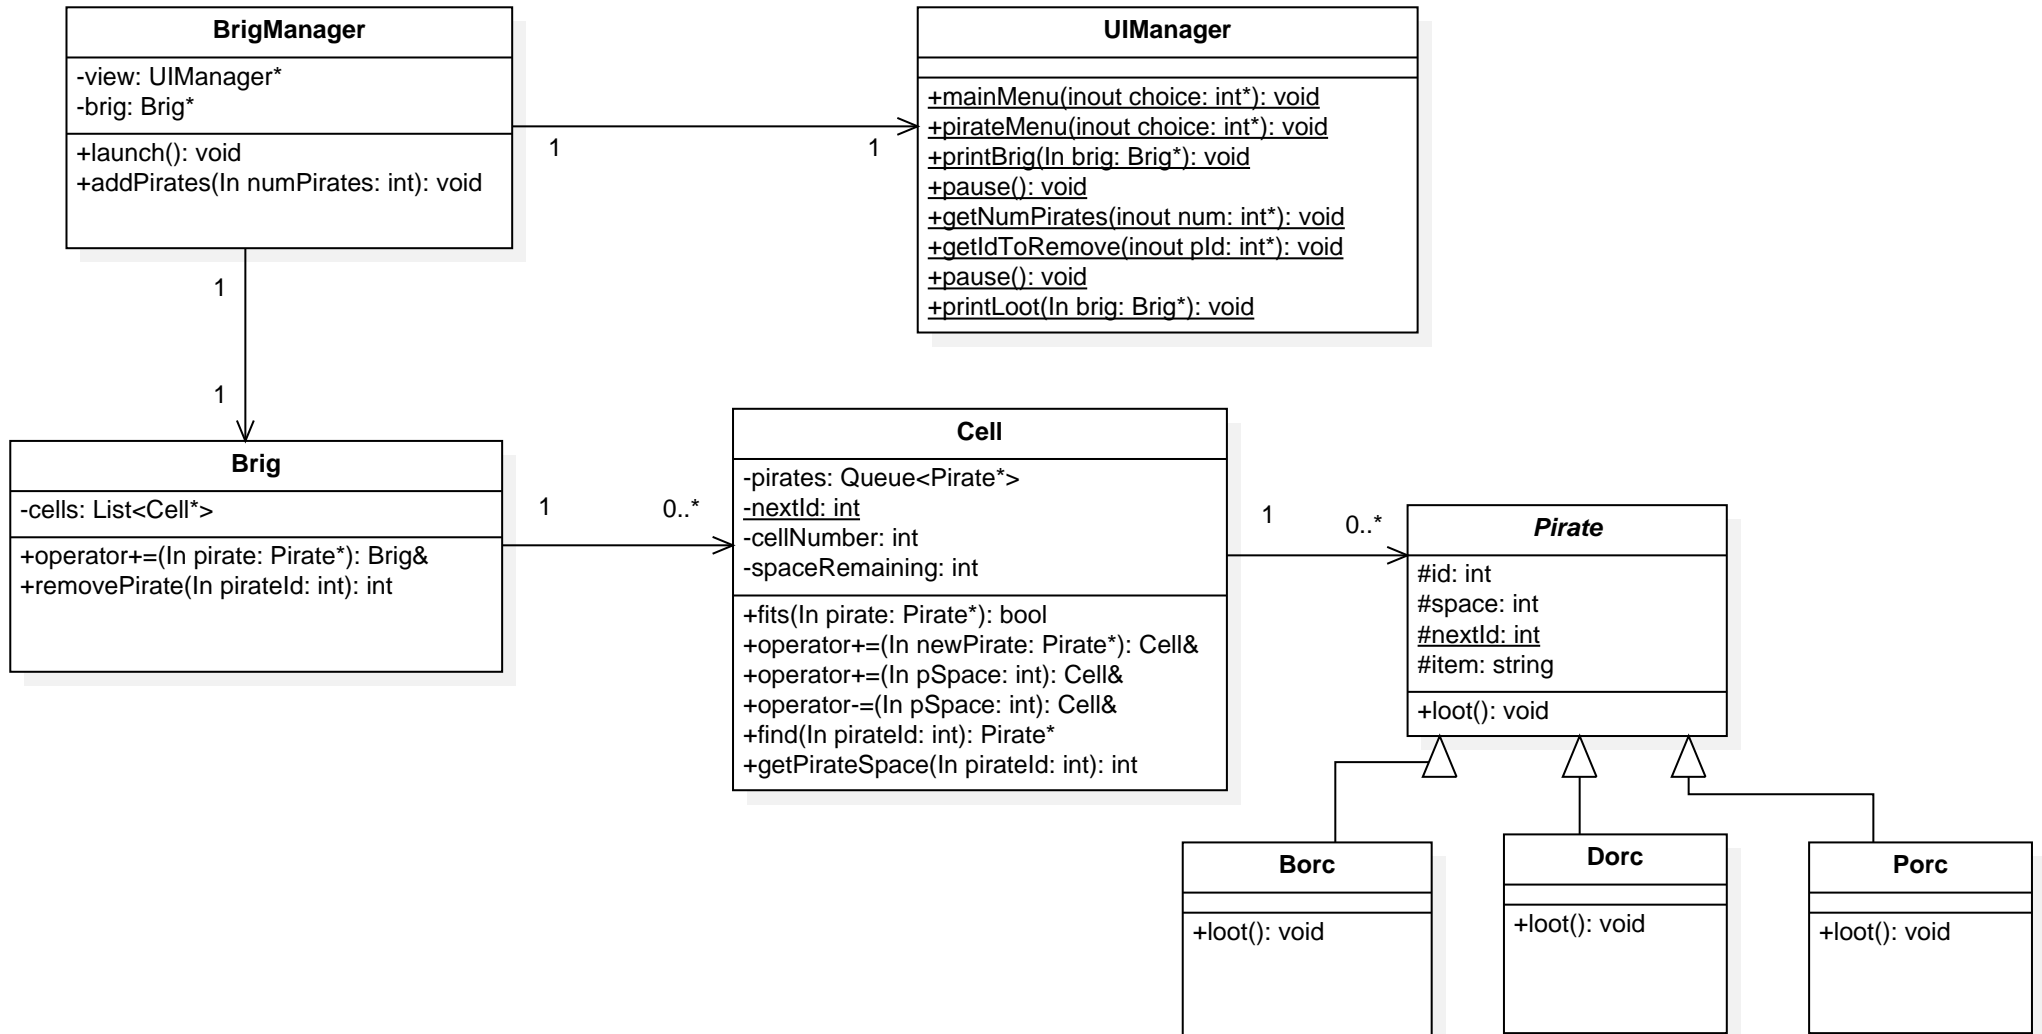 BrigManager
-view: UIManager*
-brig: Brig*
+launch(): void
+addPirates(In numPirates: int): void
UIManager
+mainMenu(inout choice: int*): void
+pirateMenu(inout choice: int*): void
+printBrig(In brig: Brig*): void
+pause(): void
+getNumPirates(inout num: int*): void
+getIdToRemove(inout pId: int*): void
+pause(): void
+printLoot(In brig: Brig*): void
1
1
1
1
Brig
-cells: List<Cell*>
+operator+=(In pirate: Pirate*): Brig&
+removePirate(In pirateId: int): int
1
0..*
Cell
-pirates: Queue<Pirate*>
-nextId: int
-cellNumber: int
-spaceRemaining: int
+fits(In pirate: Pirate*): bool
+operator+=(In newPirate: Pirate*): Cell&
+operator+=(In pSpace: int): Cell&
+operator-=(In pSpace: int): Cell&
+find(In pirateId: int): Pirate*
+getPirateSpace(In pirateId: int): int
1
0..*
Pirate
#id: int
#space: int
#nextId: int
#item: string
+loot(): void
Borc
+loot(): void
Dorc
+loot(): void
Porc
+loot(): void